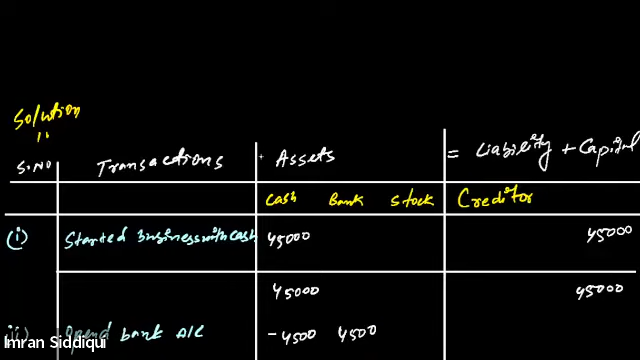 Solution
S.NO Transactions Assets = Liability + Capital
Cash Bank Stock Creditor
(i) Started Business with Cash 45000 45000
45000 45000
(ii) Opend bank A/C -4500 4500
Imran Siddiqui